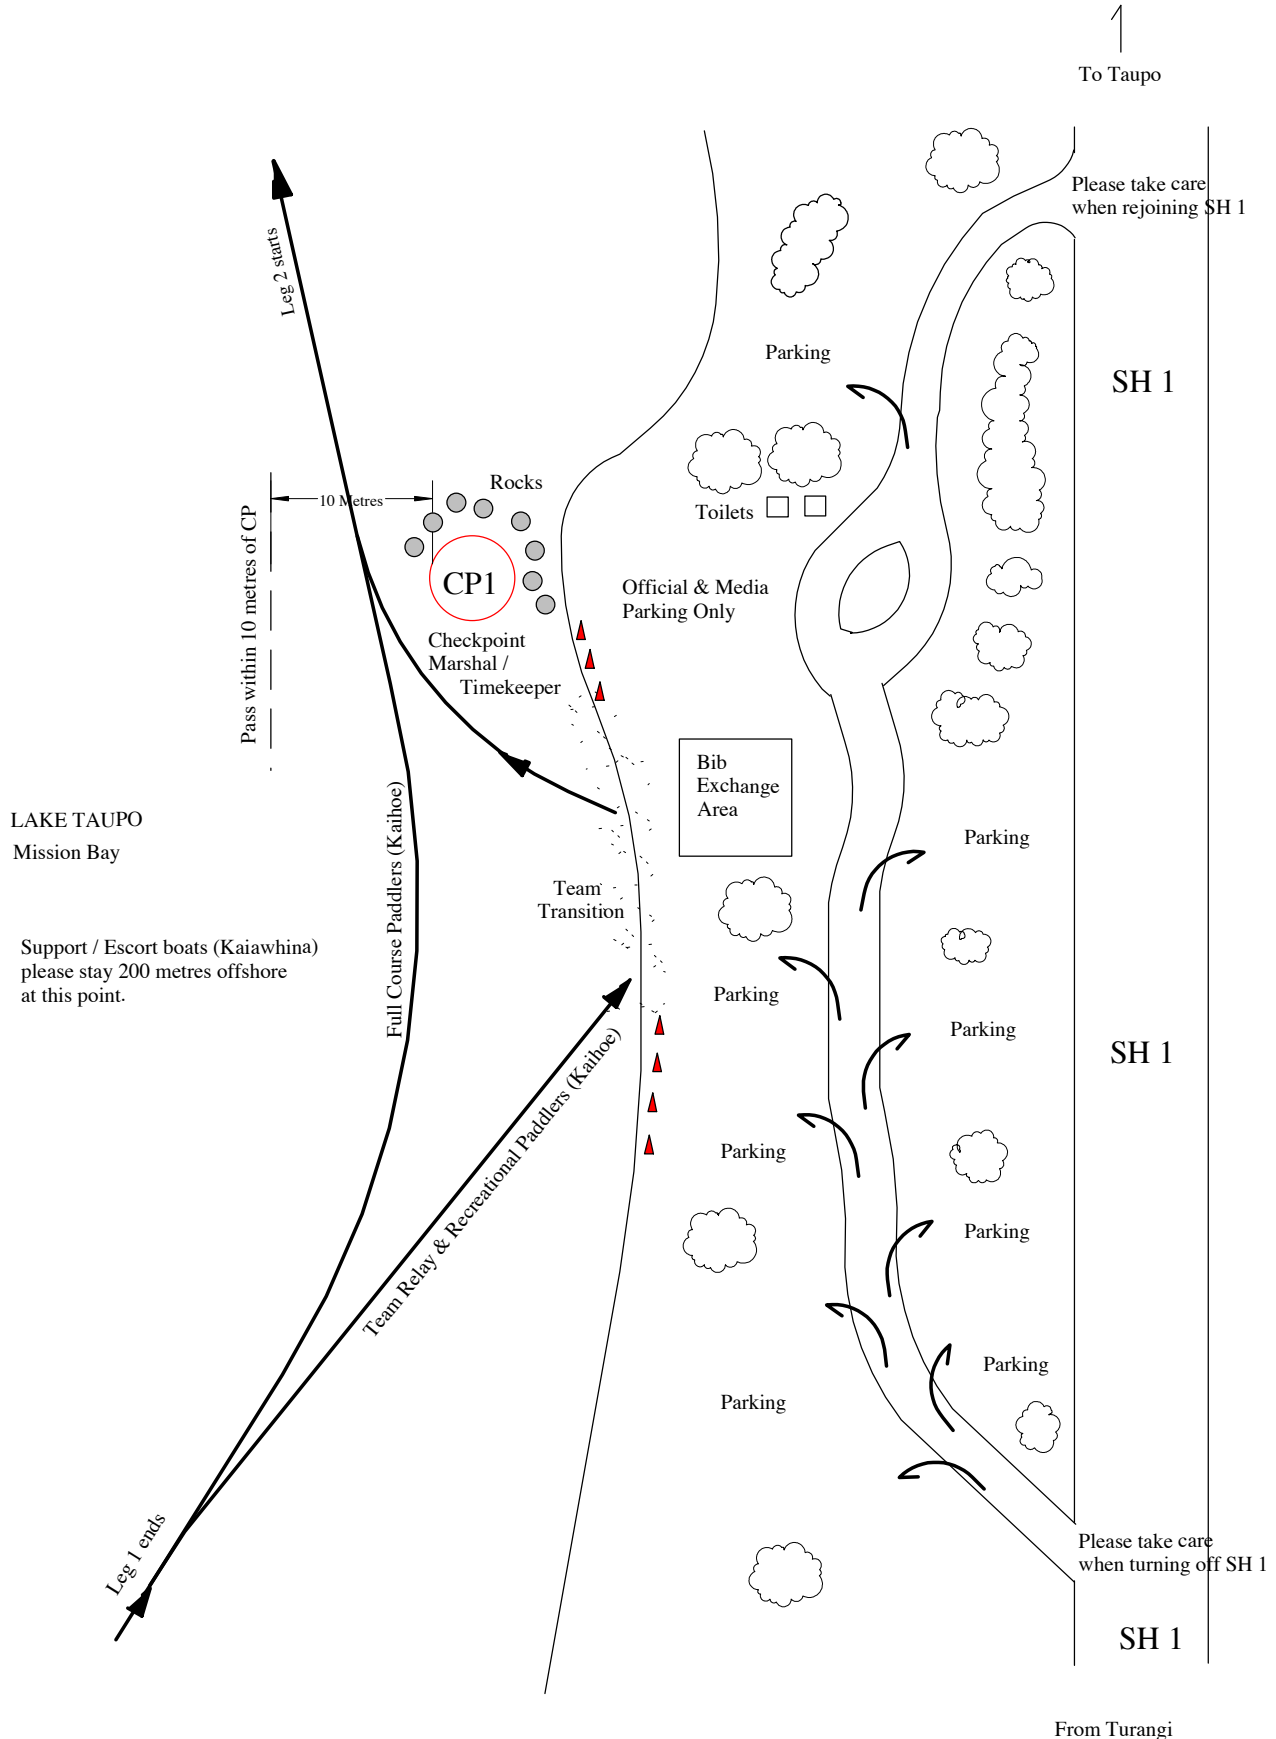 To Taupo
Please take care
when rejoining SH 1
Leg 2 starts
Parking
SH 1
10 Metres
Rocks
Toilets
Pass within 10 metres of CP
CP1
Official & Media
Parking Only
Checkpoint
Marshal /
Timekeeper
Bib
Exchange
Area
LAKE TAUPO
Mission Bay
Full Course Paddlers (Kaihoe)
Parking
Team
Transition
Support / Escort boats (Kaiawhina)
please stay 200 metres offshore
at this point.
Parking
Parking
SH 1
Team Relay & Recreational Paddlers (Kaihoe)
Parking
Parking
Parking
Parking
Leg 1 ends
Please take care
when turning off SH 1
SH 1
From Turangi